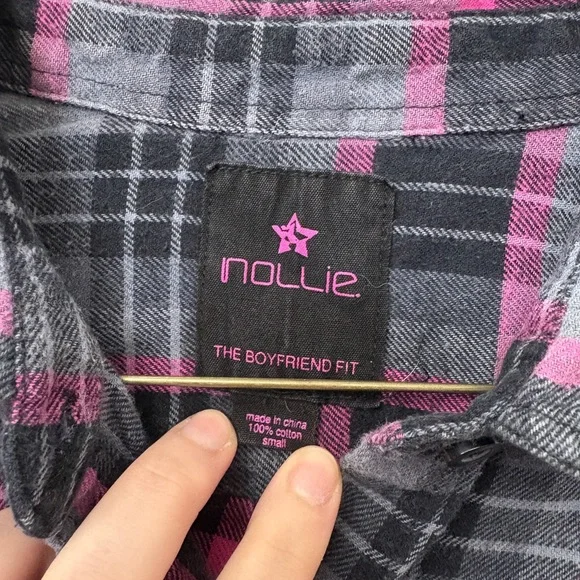 nollie.
THE BOYFRIEND FIT
made in china
100% cotton
small